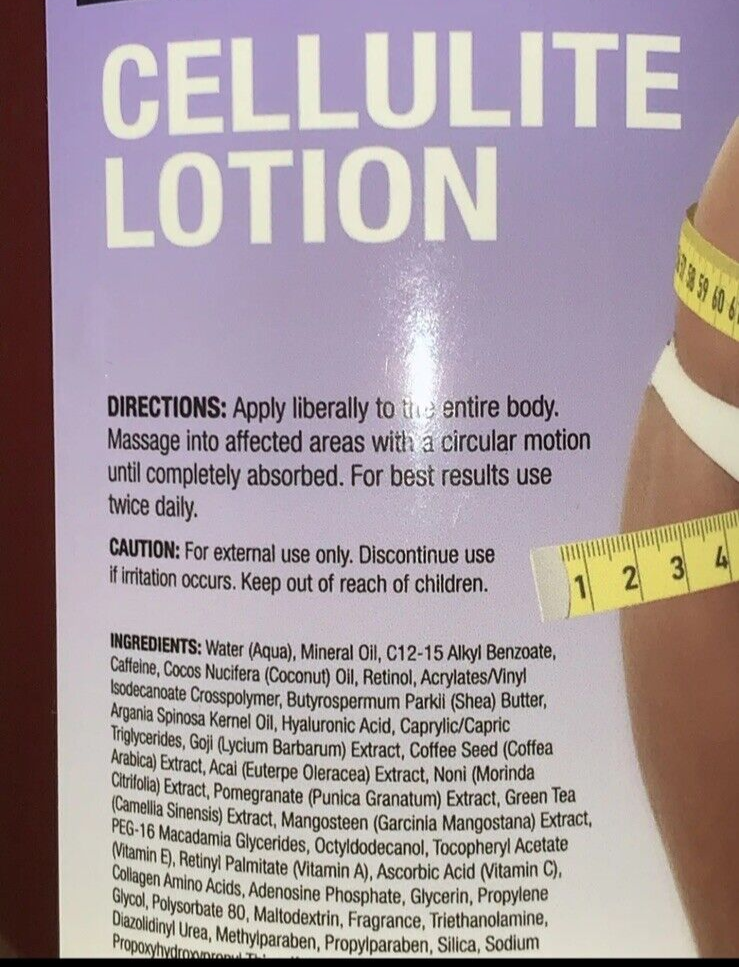 CELLULITE
LOTION
57 58 59 60 6
DIRECTIONS: Apply liberally to the entire body.
Massage into affected areas with a circular motion
until completely absorbed. For best results use
twice daily.
CAUTION: For external use only. Discontinue use
if irritation occurs. Keep out of reach of children.
1 2 3 4
INGREDIENTS: Water (Aqua), Mineral Oil, C12-15 Alkyl Benzoate,
Caffeine, Cocos Nucifera (Coconut) Oil, Retinol, Acrylates/Vinyl
Isodecanoate Crosspolymer, Butyrospermum Parkii (Shea) Butter,
Argania Spinosa Kernel Oil, Hyaluronic Acid, Caprylic/Capric
Triglycerides, Goji (Lycium Barbarum) Extract, Coffee Seed (Coffea
Arabica) Extract, Acai (Euterpe Oleracea) Extract, Noni (Morinda
Citrifolia) Extract, Pomegranate (Punica Granatum) Extract, Green Tea
(Camellia Sinensis) Extract, Mangosteen (Garcinia Mangostana) Extract,
PEG-16 Macadamia Glycerides, Octyldodecanol, Tocopheryl Acetate
(Vitamin E), Retinyl Palmitate (Vitamin A), Ascorbic Acid (Vitamin C),
Collagen Amino Acids, Adenosine Phosphate, Glycerin, Propylene
Glycol, Polysorbate 80, Maltodextrin, Fragrance, Triethanolamine,
Diazolidinyl Urea, Methylparaben, Propylparaben, Silica, Sodium